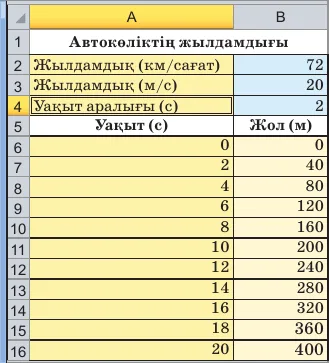 A B
1 Автокөліктің жылдамдығы
2 Жылдамдық (км/сағат) 72
3 Жылдамдық (м/с) 20
4 Уақыт аралығы (с) 2
5 Уақыт (с) Жол (м)
6 0 0
7 2 40
8 4 80
9 6 120
10 8 160
11 10 200
12 12 240
13 14 280
14 16 320
15 18 360
16 20 400